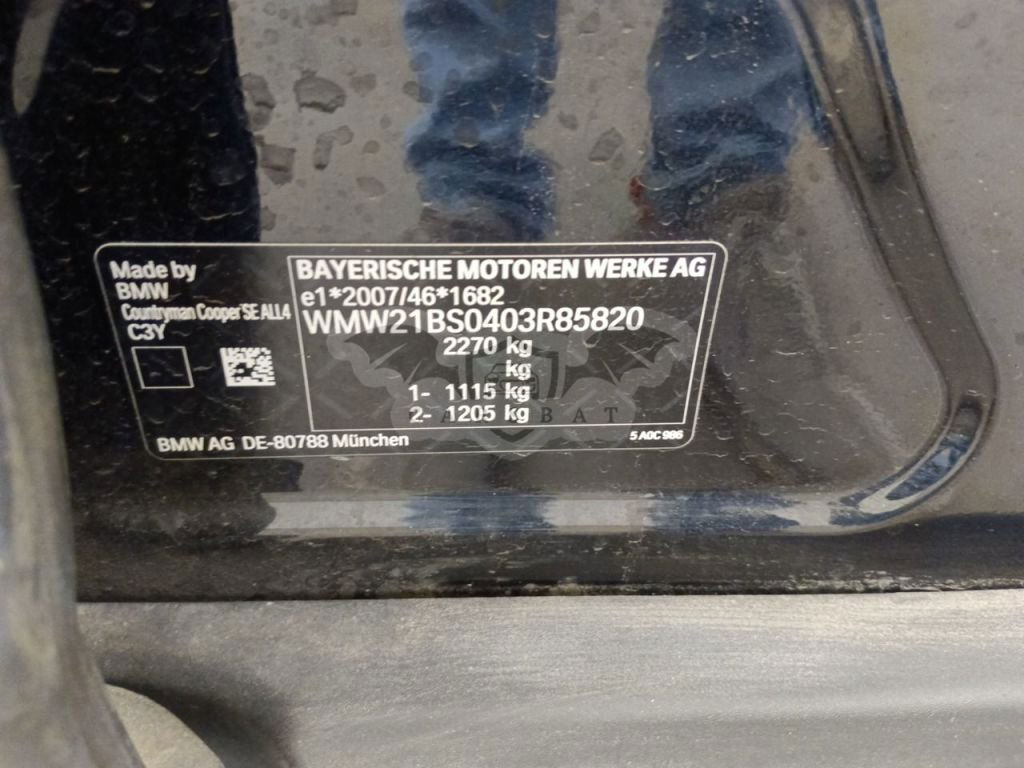 Made by
BMW
Countryman Cooper SE ALL4
C3Y
BAYERISCHE MOTOREN WERKE AG
e1*2007/46*1682
WMW21BS0403R85820
2270 kg
kg
1- 1115 kg
2- 1205 kg
BMW AG DE-80788 München
5 A0C 986